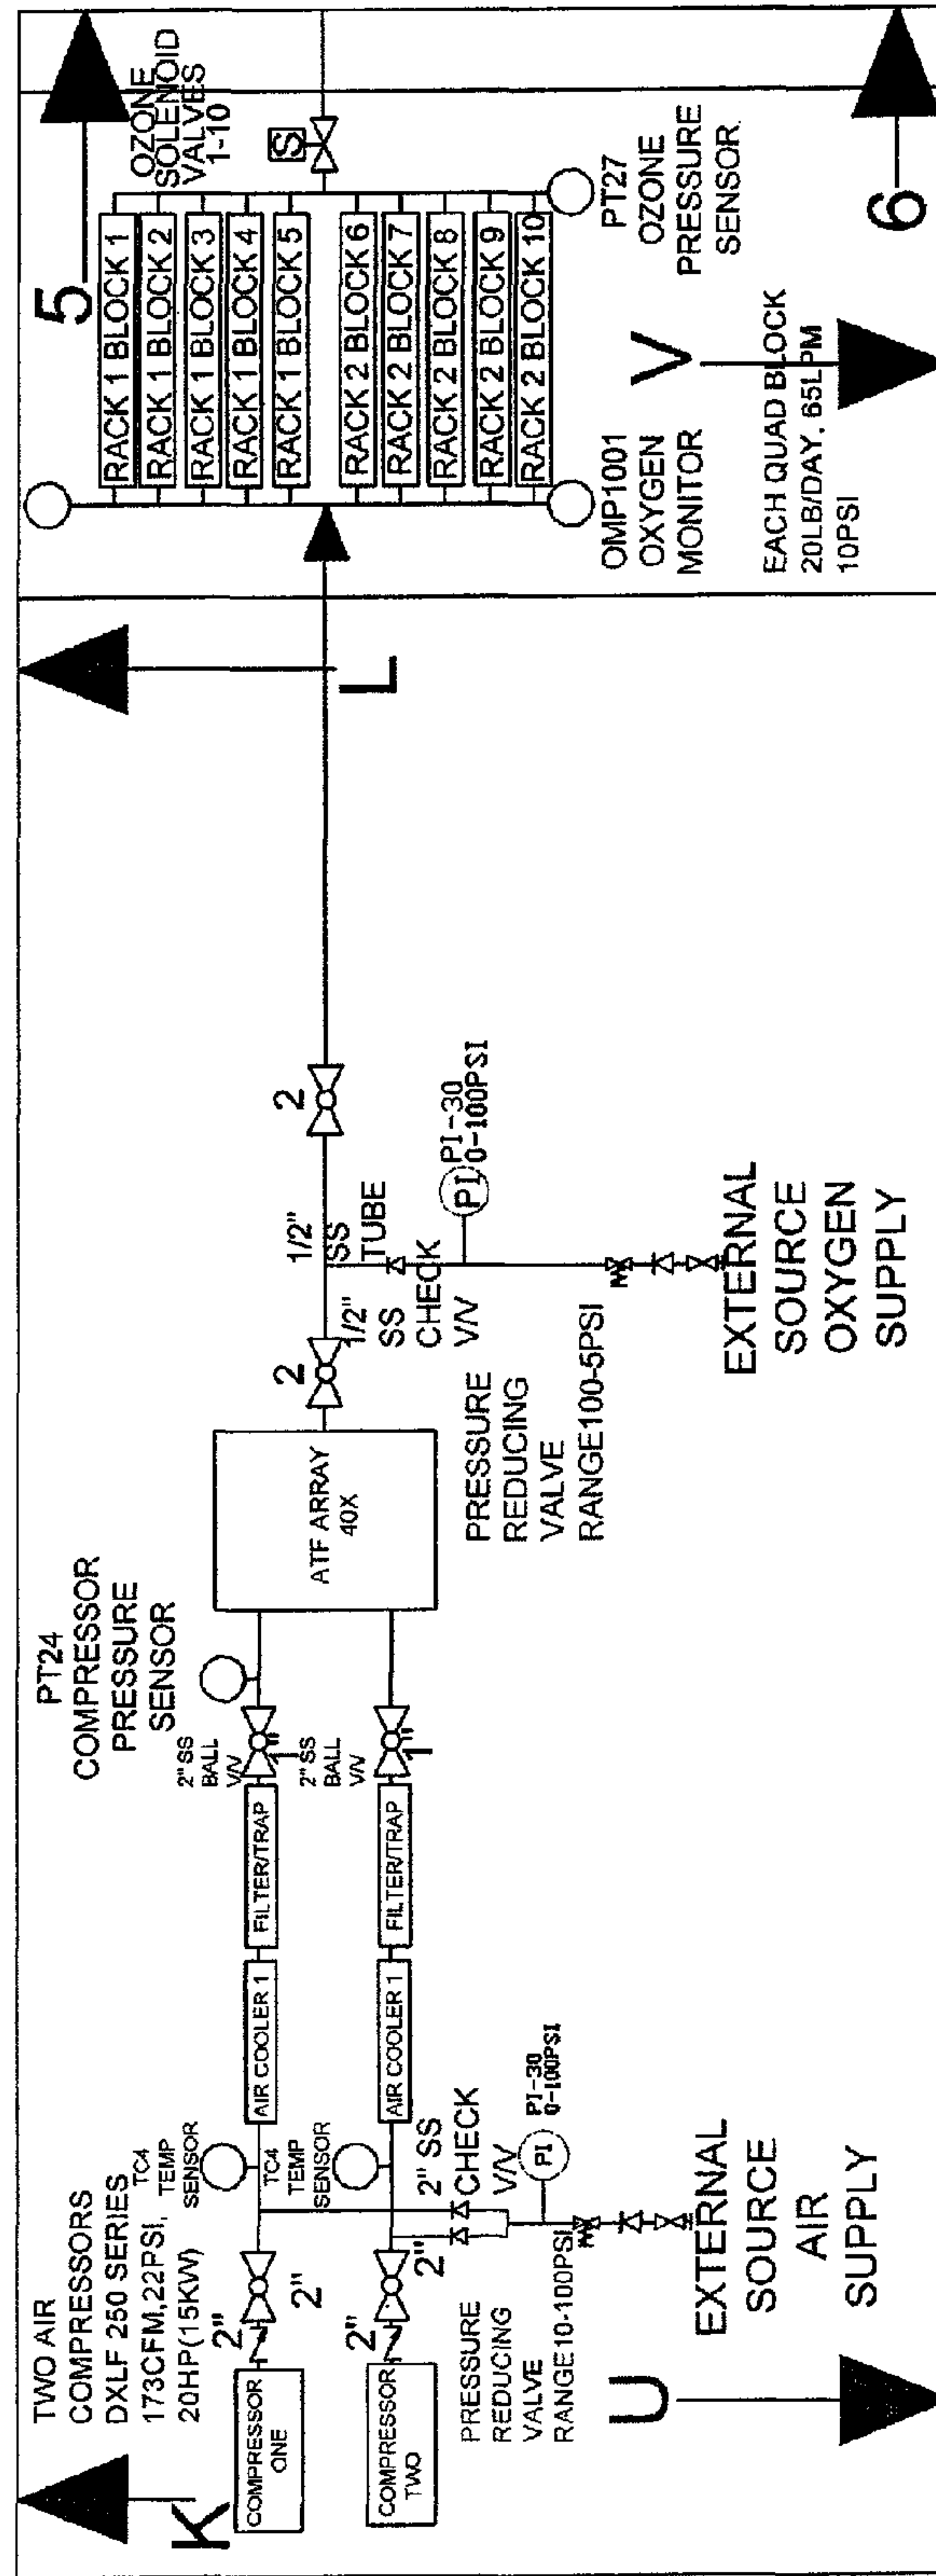 TWO AIR
COMPRESSORS
DXLF 250 SERIES
173CFM,22PSI,
20HP(15KW)
K
COMPRESSOR
ONE
COMPRESSOR
TWO
2"
2"
2"
2"
TC4
TEMP
SENSOR
TC4
TEMP
SENSOR
2" SS
CHECK
V/V
PI
PI-30
0-100PSI
PRESSURE
REDUCING
VALVE
RANGE10-100PSI
U
EXTERNAL
SOURCE
AIR
SUPPLY
AIR COOLER 1
FILTER/TRAP
AIR COOLER 1
FILTER/TRAP
2" SS
BALL
V/V
2" SS
BALL
V/V
1"
1
PT24
COMPRESSOR
PRESSURE
SENSOR
ATF ARRAY
40X
2
2
1/2"
SS
TUBE
1/2"
SS
CHECK
V/V
PI
PI-30
0-100PSI
PRESSURE
REDUCING
VALVE
RANGE100-5PSI
EXTERNAL
SOURCE
OXYGEN
SUPPLY
L
5
OZONE
SOLENOID
VALVES
1-10
S
RACK 1 BLOCK 1
RACK 1 BLOCK 2
RACK 1 BLOCK 3
RACK 1 BLOCK 4
RACK 1 BLOCK 5
RACK 2 BLOCK 6
RACK 2 BLOCK 7
RACK 2 BLOCK 8
RACK 2 BLOCK 9
RACK 2 BLOCK 10
OMP1001
OXYGEN
MONITOR
PT27
OZONE
PRESSURE
SENSOR.
V
EACH QUAD BLOCK
20LB/DAY. 65LPM
10PSI
6